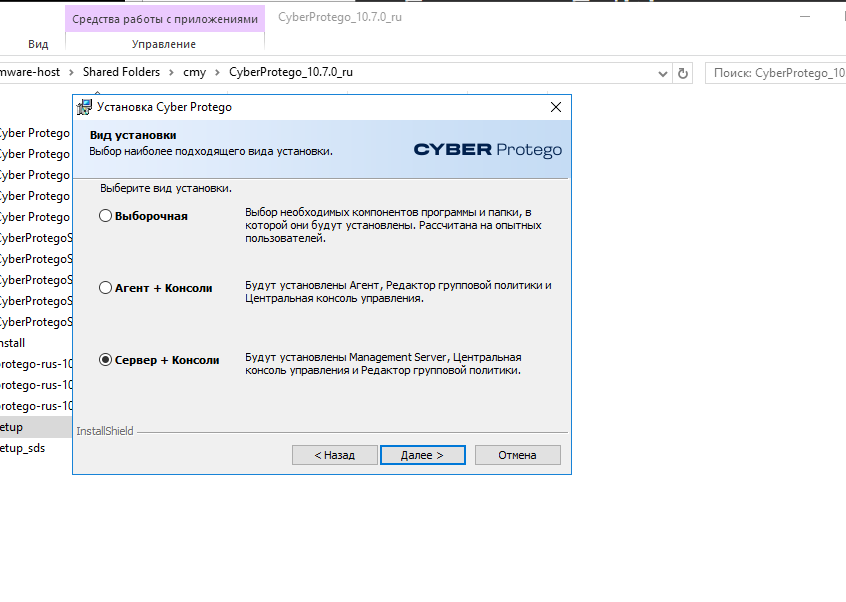 Средства работы с приложениями
CyberProtego_10.7.0_ru
Вид
Управление
mware-host > Shared Folders > cmy > CyberProtego_10.7.0_ru
Поиск: CyberProtego_10
Cyber Protego
Cyber Protego
Cyber Protego
Cyber Protego
Cyber Protego
CyberProtegoS
CyberProtegoS
CyberProtegoS
CyberProtegoS
CyberProtegoS
nstall
protego-rus-10
protego-rus-10
protego-rus-10
etup
etup_sds
Установка Cyber Protego
Вид установки
Выбор наиболее подходящего вида установки.
CYBER Protego
Выберите вид установки.
Выборочная
Выбор необходимых компонентов программы и папки, в
которой они будут установлены. Рассчитана на опытных
пользователей.
Агент + Консоли
Будут установлены Агент, Редактор групповой политики и
Центральная консоль управления.
Сервер + Консоли
Будут установлены Management Server, Центральная
консоль управления и Редактор групповой политики.
InstallShield
< Назад
Далее >
Отмена